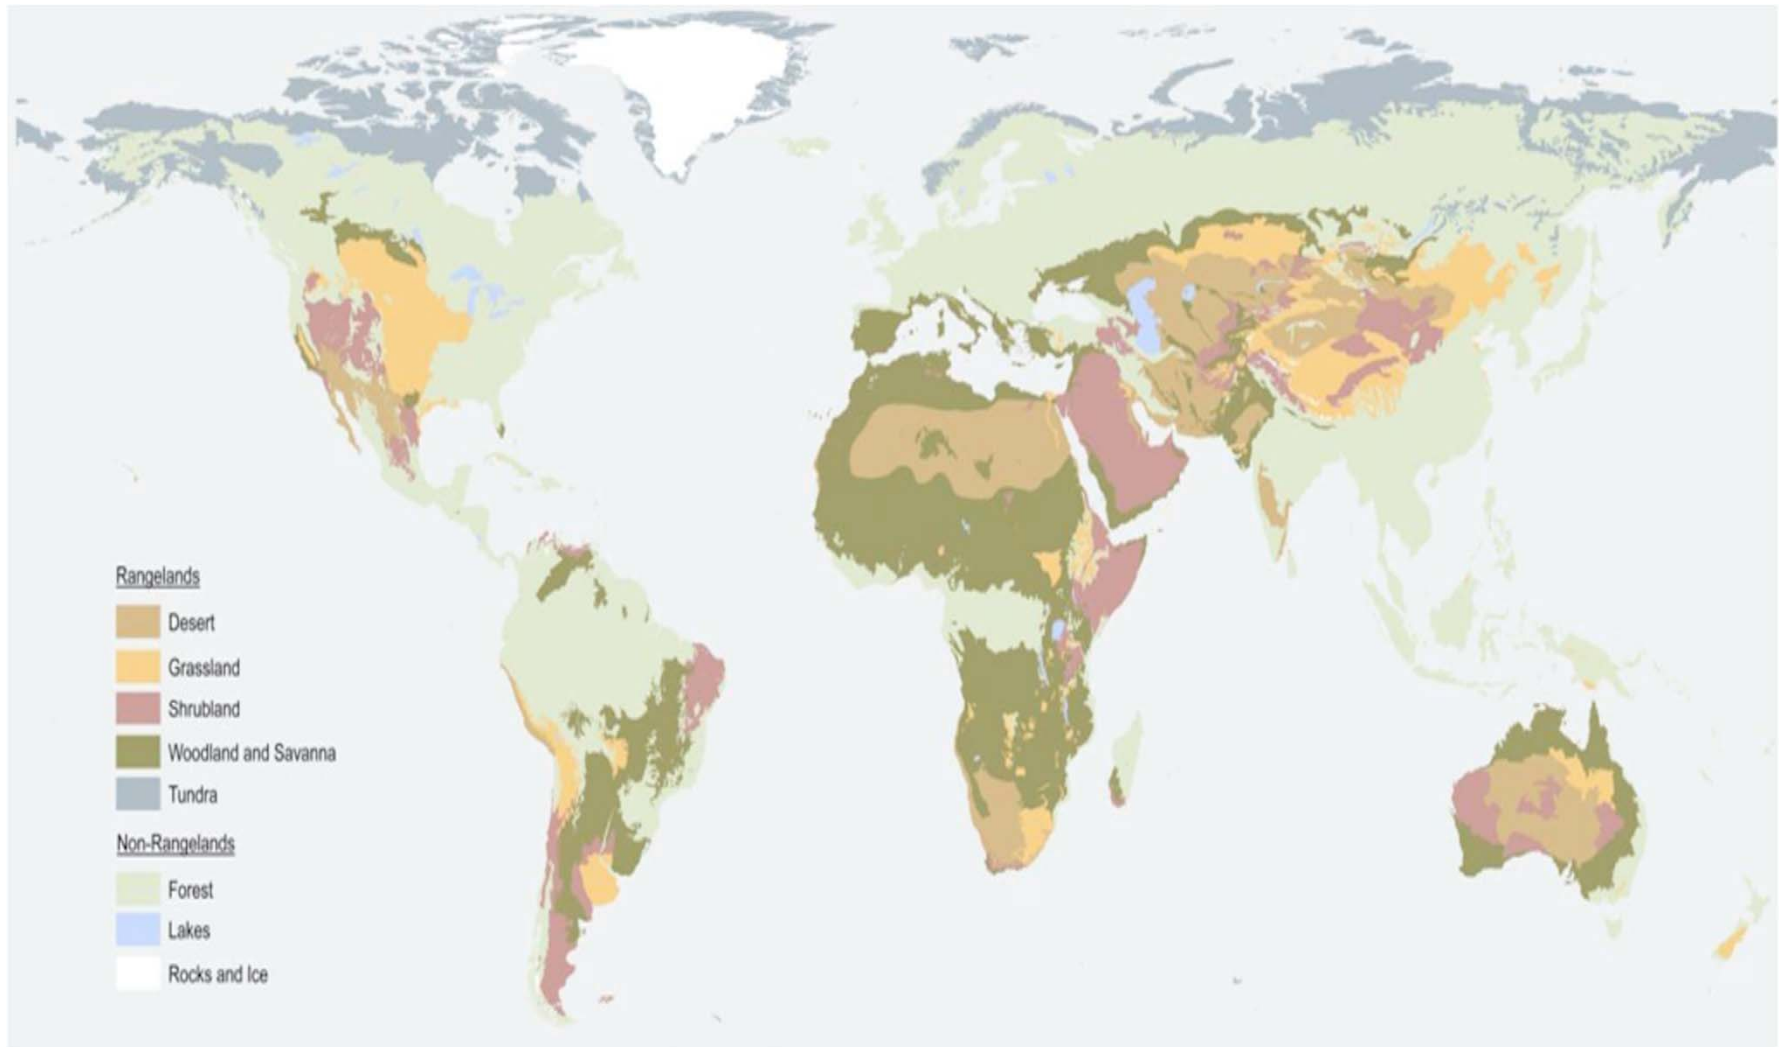 Rangelands
Desert
Grassland
Shrubland
Woodland and Savanna
Tundra
Non-Rangelands
Forest
Lakes
Rocks and Ice